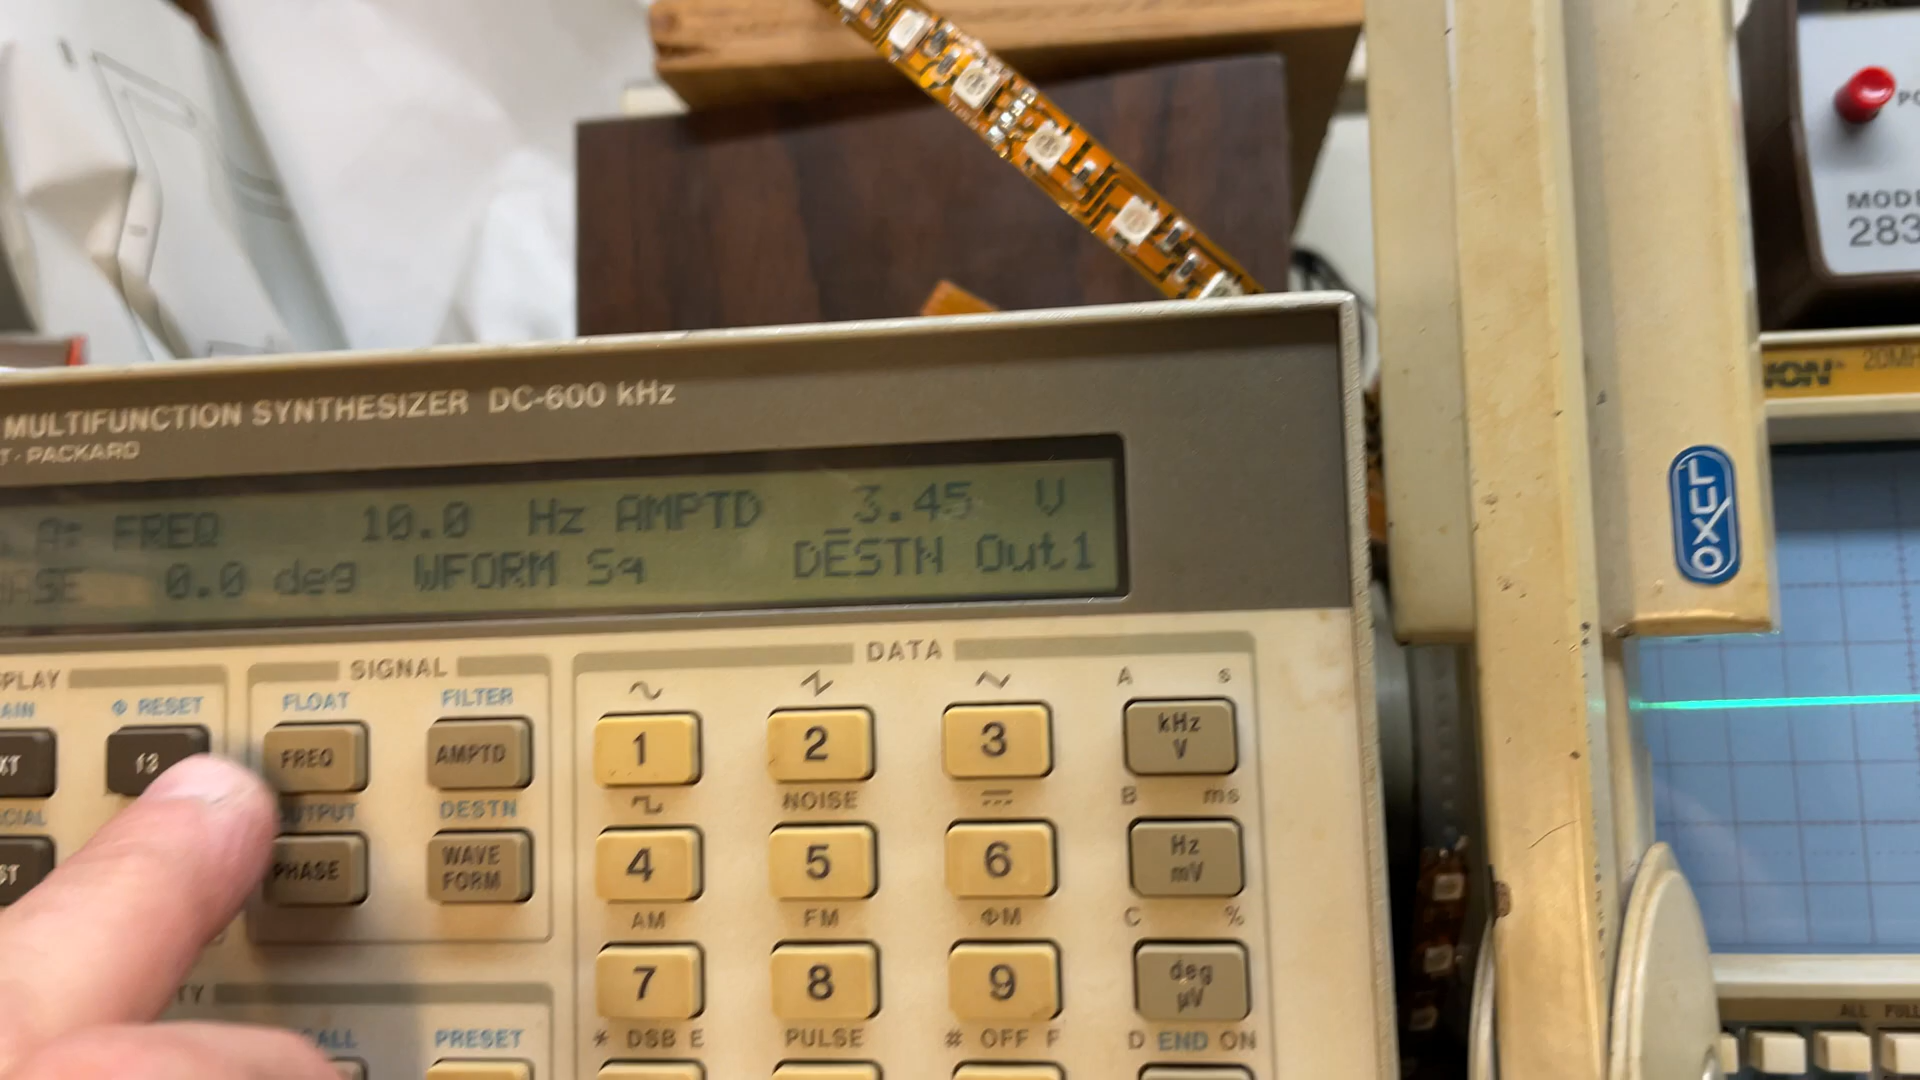 MULTIFUNCTION SYNTHESIZER DC-600 kHz
T·PACKARD
A: FREQ 10.0 Hz AMPTD 3.45 V
0.0 deg WFORM Sq DESTN Out1
SIGNAL
DATA
Φ RESET
FLOAT
FILTER
A
s
FREQ
AMPTD
1
2
3
kHz
V
DESTN
NOISE
B
ms
PHASE
WAVE
FORM
4
5
6
Hz
mV
AM
FM
ΦM
C
%
7
8
9
deg
µV
PRESET
* DSB E
PULSE
# OFF F
D END ON
LUXO
MODE
283
20MH
ALL
PULL